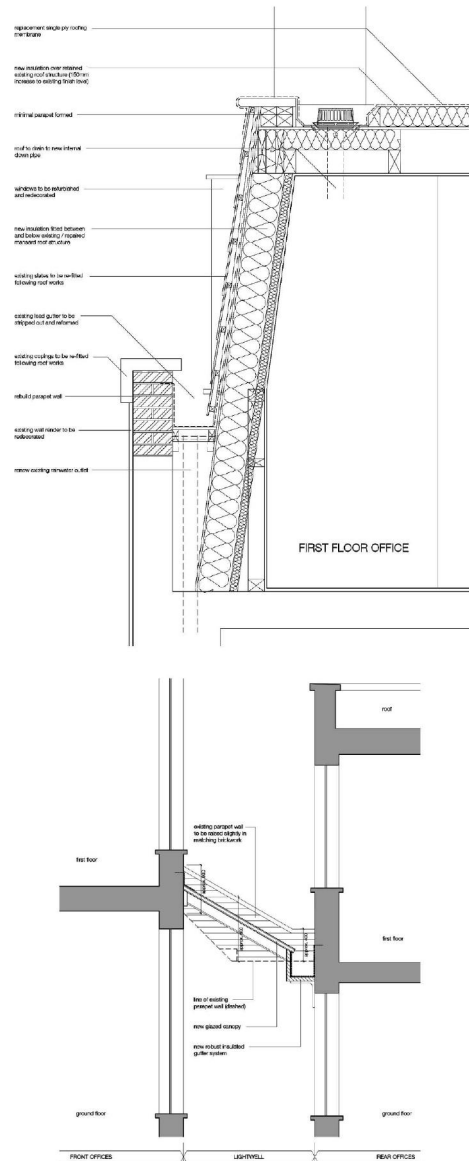 replacement single ply roofing
membrane
new insulation over retained
existing roof structure (150mm
increase to existing finish level)
minimal parapet formed
roof to drain to new internal
down pipe
windows to be refurbished
and redecorated
new insulation fitted between
and below existing / repaired
mansard roof structure
existing slates to be re-fitted
following roof works
existing lead gutter to be
stripped out and reformed
existing copings to be re-fitted
following roof works
rebuild parapet wall
existing wall render to be
redecorated
renew existing rainwater outlet
FIRST FLOOR OFFICE
roof
existing parapet wall
to be raised slightly in
matching brickwork
first floor
first floor
line of existing
parapet wall (dashed)
new glazed canopy
new robust insulated
gutter system
ground floor
ground floor
FRONT OFFICES
LIGHTWELL
REAR OFFICES